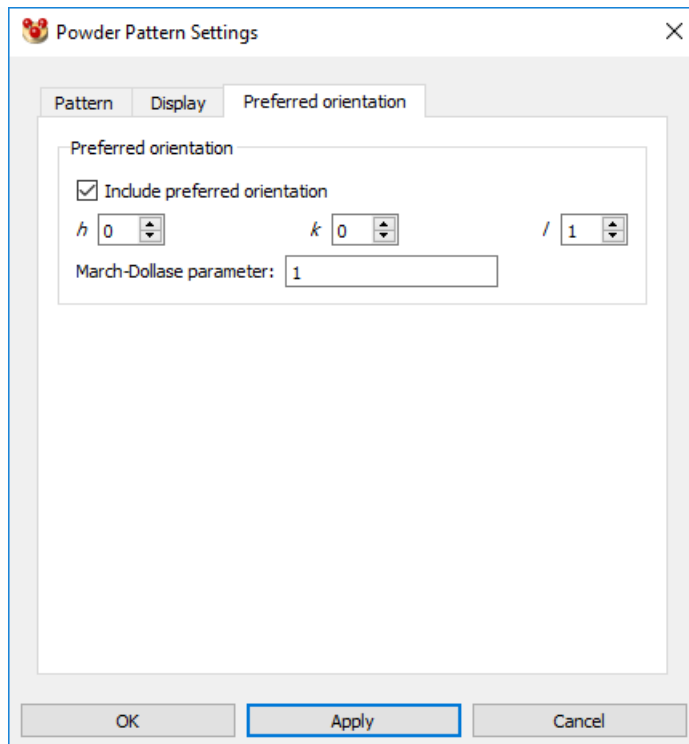 Powder Pattern Settings
Pattern Display Preferred orientation
Preferred orientation
Include preferred orientation
h 0 k 0 l 1
March-Dollase parameter: 1
OK Apply Cancel